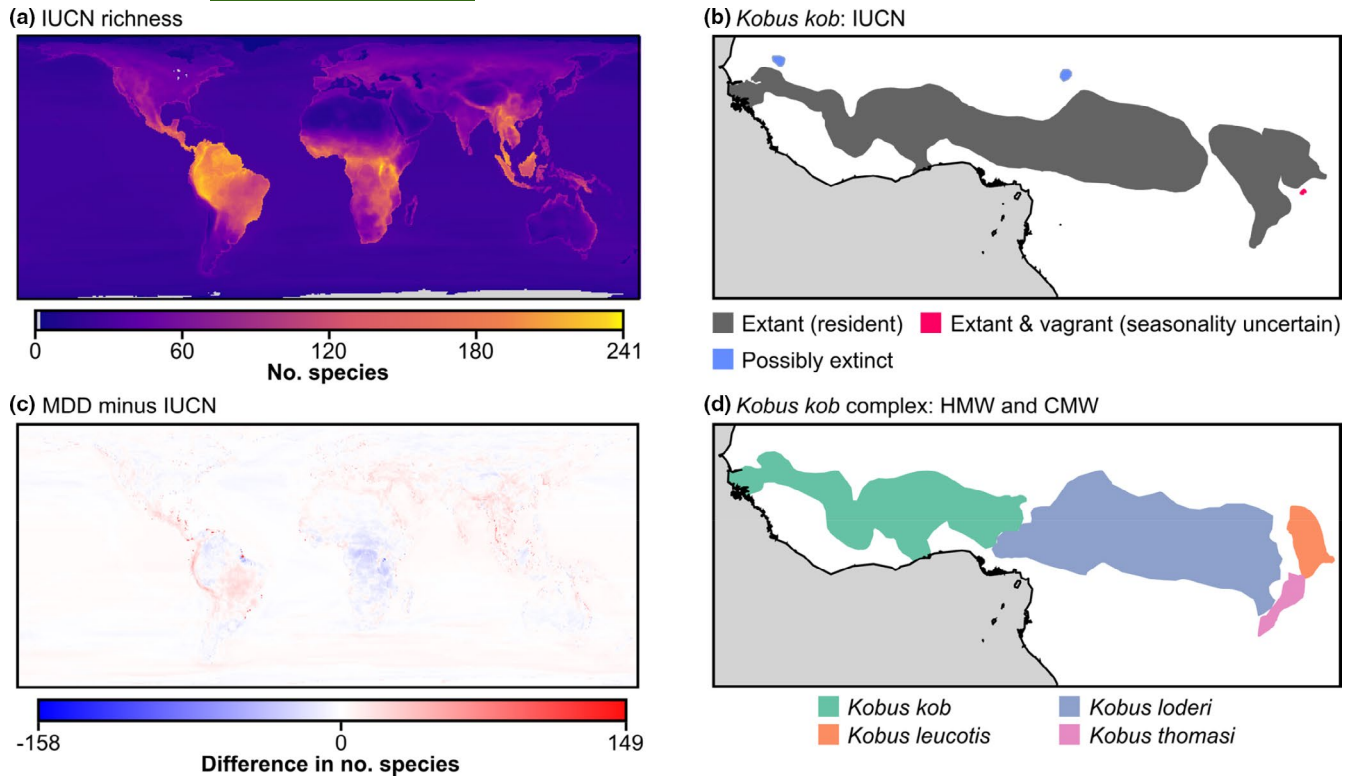 (a) IUCN richness
0 60 120 180 241
No. species
(b) Kobus kob: IUCN
Extant (resident) Extant & vagrant (seasonality uncertain)
Possibly extinct
(c) MDD minus IUCN
-158 0 149
Difference in no. species
(d) Kobus kob complex: HMW and CMW
Kobus kob Kobus loderi
Kobus leucotis Kobus thomasi